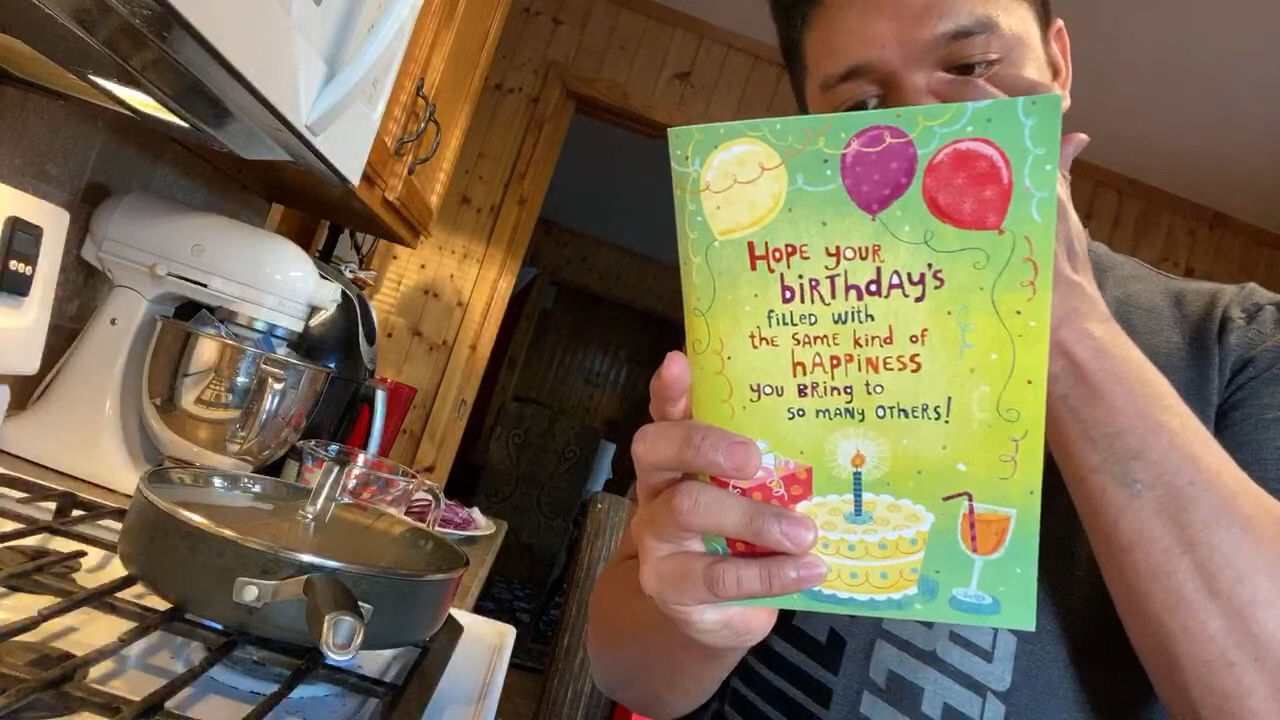 HOPE YOUR
biRThdAy's
filled with
the SAME kind of
hAPPINESS
you BRing to
so many OTHeRS!